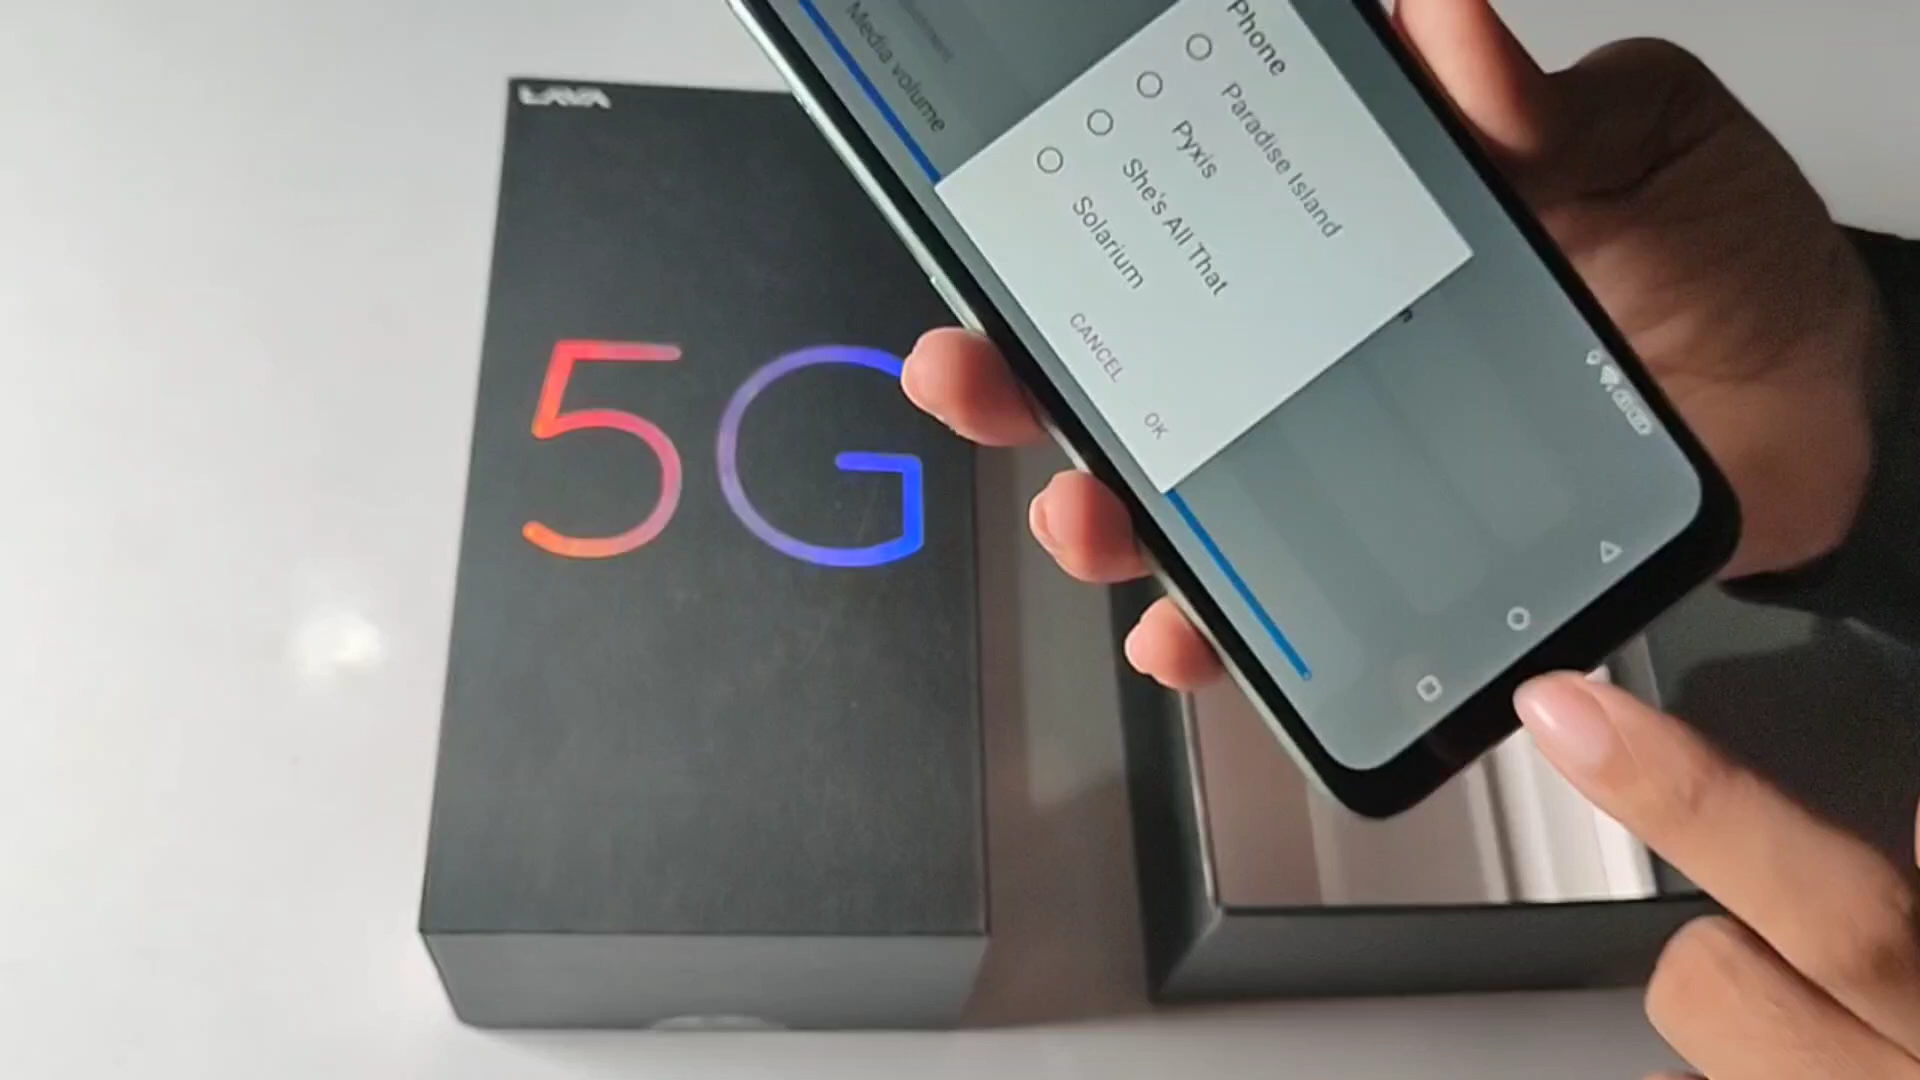 LAVA
5G
Media volume
Phone
Paradise Island
Pyxis
She's All That
Solarium
CANCEL
OK